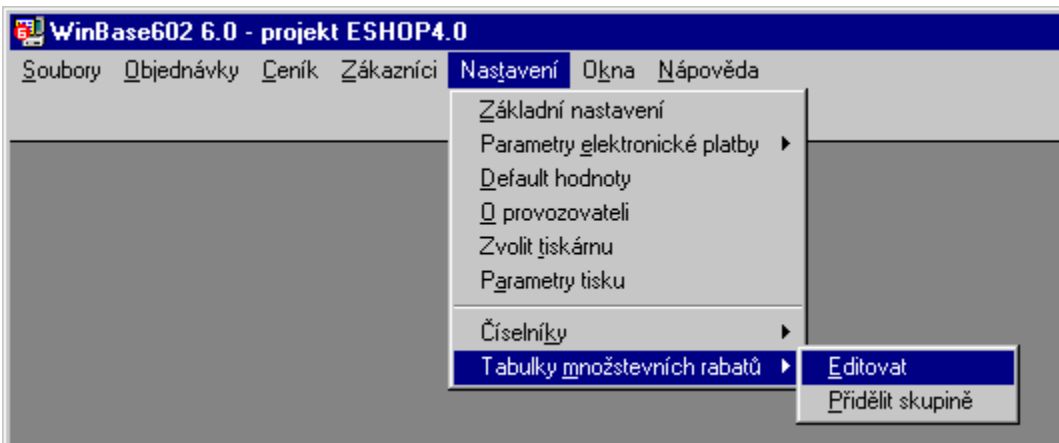 WinBase602 6.0 - projekt ESHOP4.0
Soubory Objednávky Ceník Zákazníci Nastavení Okna Nápověda
Základní nastavení
Parametry elektronické platby
Default hodnoty
O provozovateli
Zvolit tiskárnu
Parametry tisku
Číselníky
Tabulky množstevních rabatů
Editovat
Přidělit skupině